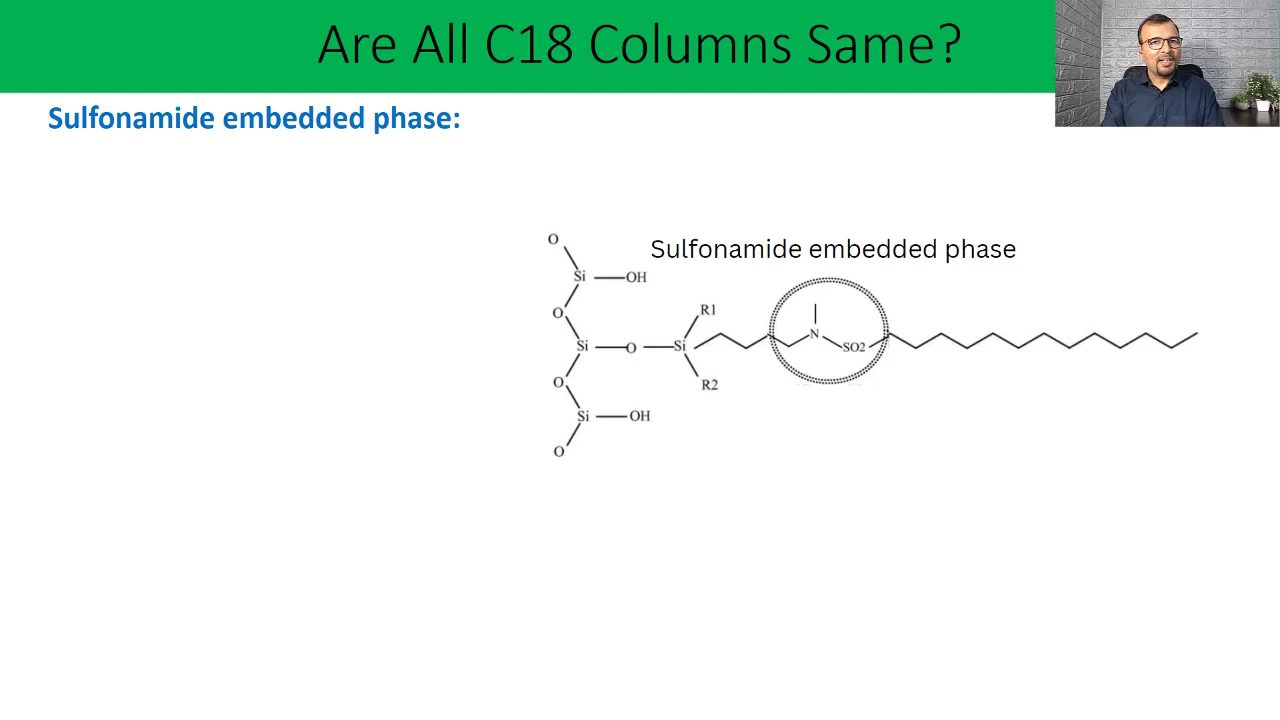 Are All C18 Columns Same?
Sulfonamide embedded phase:
Sulfonamide embedded phase
O
Si
OH
O
R1
N
Si
O
Si
SO2
O
R2
Si
OH
O